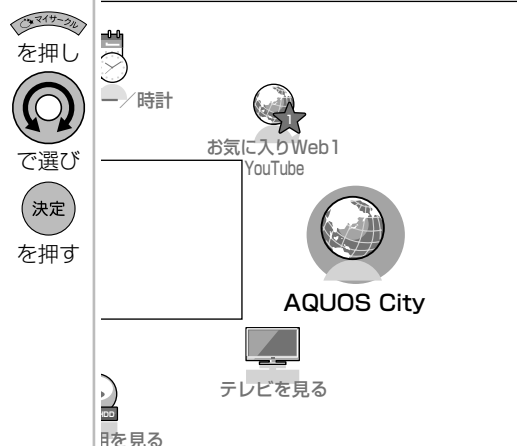 マイサークル
を押し
で選び
決定
を押す
ー／時計
1
お気に入りWeb1
YouTube
AQUOS City
テレビを見る
を見る